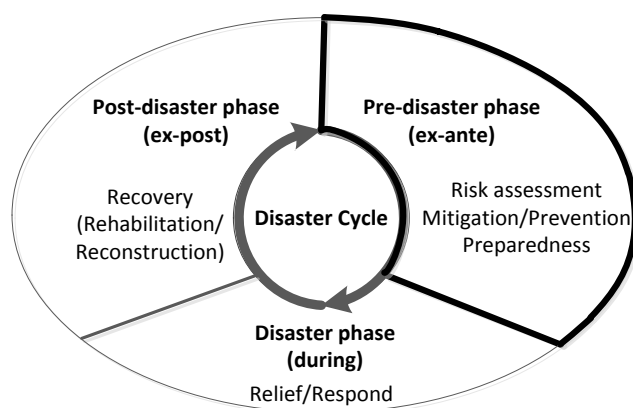 Post-disaster phase
(ex-post)
Pre-disaster phase
(ex-ante)
Recovery
(Rehabilitation/
Reconstruction)
Disaster Cycle
Risk assessment
Mitigation/Prevention
Preparedness
Disaster phase
(during)
Relief/Respond